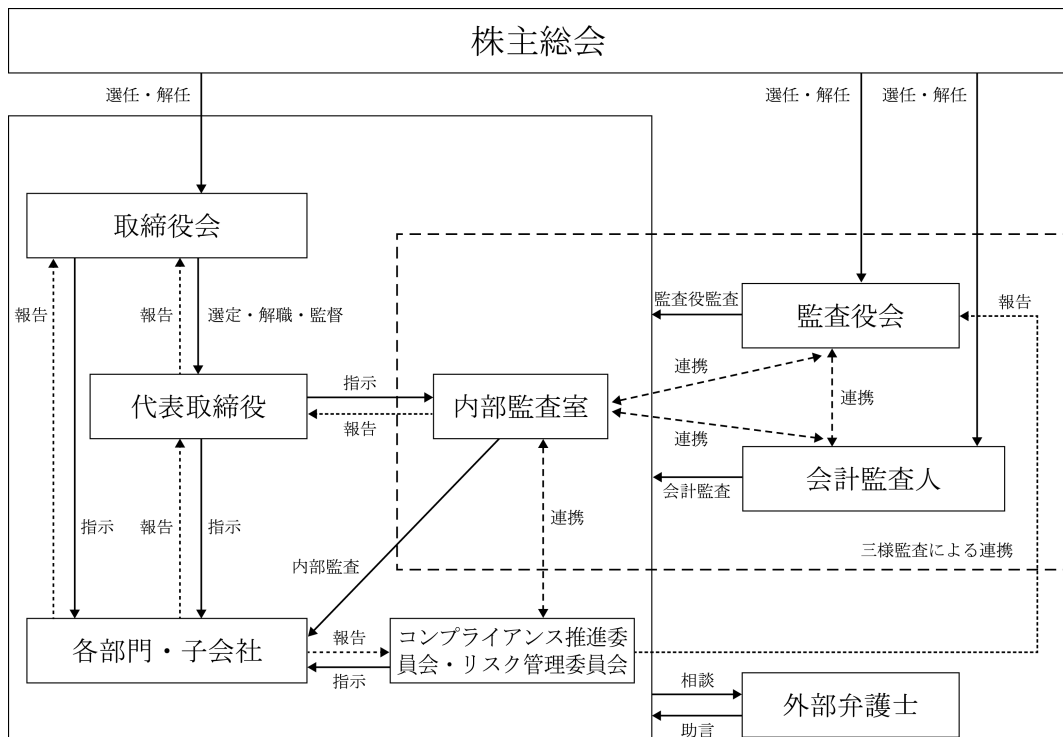 株主総会
選任・解任
選任・解任
選任・解任
取締役会
報告
報告
選定・解職・監督
監査役監査
監査役会
報告
代表取締役
指示
報告
内部監査室
連携
連携
連携
会計監査
会計監査人
指示
報告
指示
内部監査
連携
三様監査による連携
各部門・子会社
報告
指示
コンプライアンス推進委
員会・リスク管理委員会
相談
助言
外部弁護士